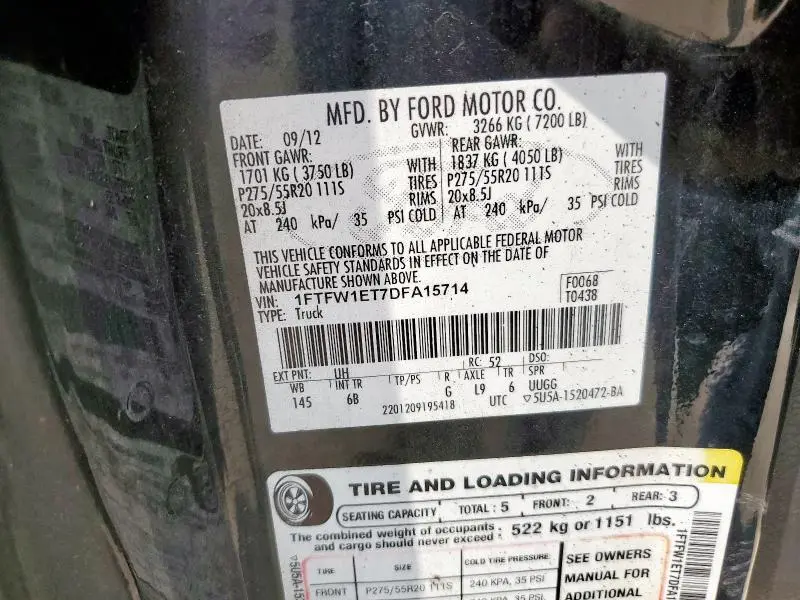 MFD. BY FORD MOTOR CO.
DATE: 09/12 GVWR: 3266 KG ( 7200 LB)
FRONT GAWR: REAR GAWR:
1701 KG ( 3750 LB) WITH 1837 KG ( 4050 LB) WITH
P275/55R20 111S TIRES P275/55R20 111S TIRES
20x8.5J RIMS 20x8.5J RIMS
AT 240 kPa/ 35 PSI COLD AT 240 kPa/ 35 PSI COLD
THIS VEHICLE CONFORMS TO ALL APPLICABLE FEDERAL MOTOR
VEHICLE SAFETY STANDARDS IN EFFECT ON THE DATE OF
MANUFACTURE SHOWN ABOVE.
VIN: 1FTFW1ET7DFA15714 F0068
TYPE: Truck T0438
EXT PNT: UH RC: 52 DSO:
WB INT TR TP/PS R AXLE TR SPR
145 6B G L9 6 UUGG
2201209195418 UTC ▽5U5A-1520472-BA
TIRE AND LOADING INFORMATION
SEATING CAPACITY TOTAL : 5 FRONT: 2 REAR: 3
The combined weight of occupants
and cargo should never exceed : 522 kg or 1151 lbs.
TIRE SIZE COLD TIRE PRESSURE
FRONT P275/55R20 111S 240 KPA, 35 PSI
SEE OWNERS
MANUAL FOR
ADDITIONAL